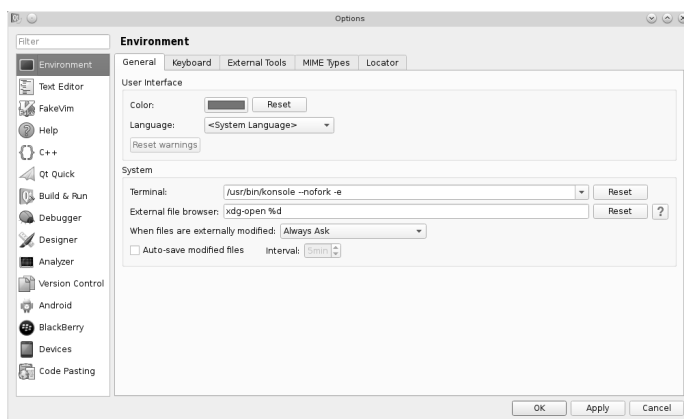 Options
Filter
Environment
Text Editor
FakeVim
Help
C++
Qt Quick
Build & Run
Debugger
Designer
Analyzer
Version Control
Android
BlackBerry
Devices
Code Pasting
Environment
General Keyboard External Tools MIME Types Locator
User Interface
Color: Reset
Language: <System Language>
Reset warnings
System
Terminal: /usr/bin/konsole --nofork -e Reset
External file browser: xdg-open %d Reset ?
When files are externally modified: Always Ask
Auto-save modified files Interval: 5min
OK Apply Cancel